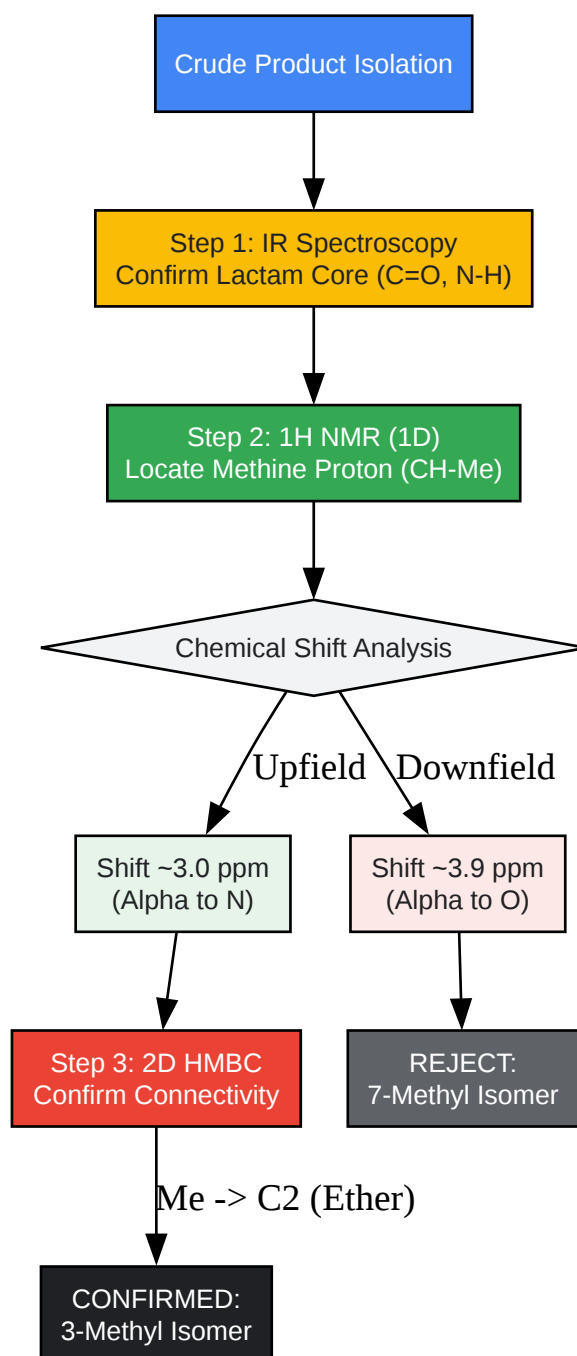 Crude Product Isolation
Step 1: IR Spectroscopy
Confirm Lactam Core (C=O, N-H)
Step 2: 1H NMR (1D)
Locate Methine Proton (CH-Me)
Chemical Shift Analysis
Upfield
Downfield
Shift ~3.0 ppm
(Alpha to N)
Shift ~3.9 ppm
(Alpha to O)
Step 3: 2D HMBC
Confirm Connectivity
REJECT:
7-Methyl Isomer
Me -> C2 (Ether)
CONFIRMED:
3-Methyl Isomer